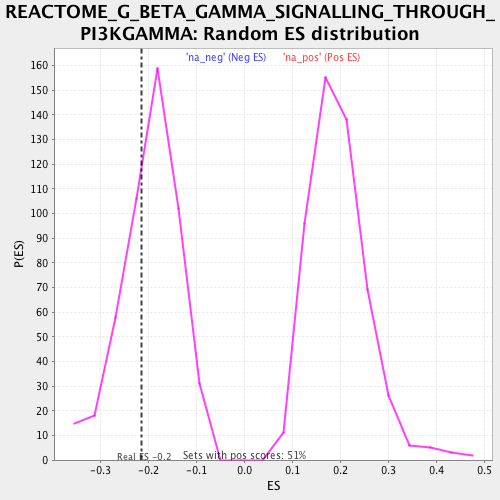 REACTOME_G_BETA_GAMMA_SIGNALLING_THROUGH_
PI3KGAMMA: Random ES distribution
'na_neg' (Neg ES) 'na_pos' (Pos ES)
160
150
140
130
120
110
100
90
80
70
60
50
40
30
20
10
0
P(ES)
Real ES -0.2 Sets with pos scores: 51%
-0.3 -0.2 -0.1 0.0 0.1 0.2 0.3 0.4 0.5
ES